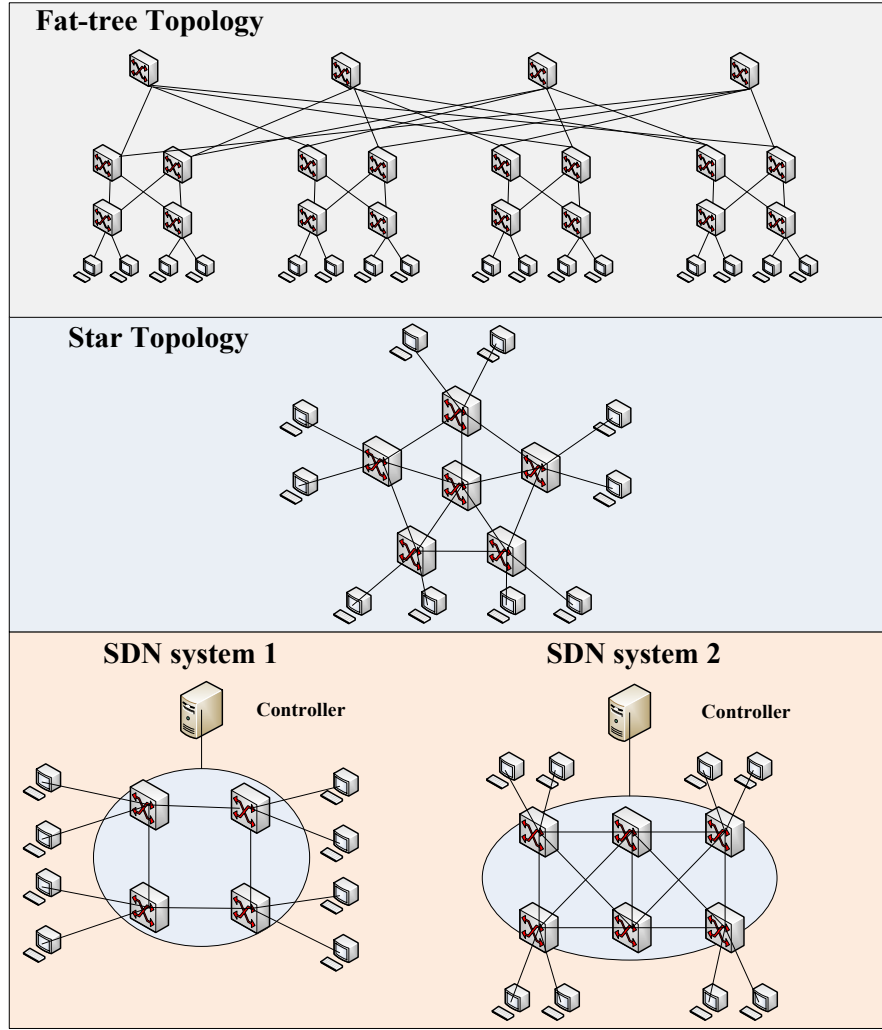 Fat-tree Topology
Star Topology
SDN system 1
SDN system 2
Controller
Controller